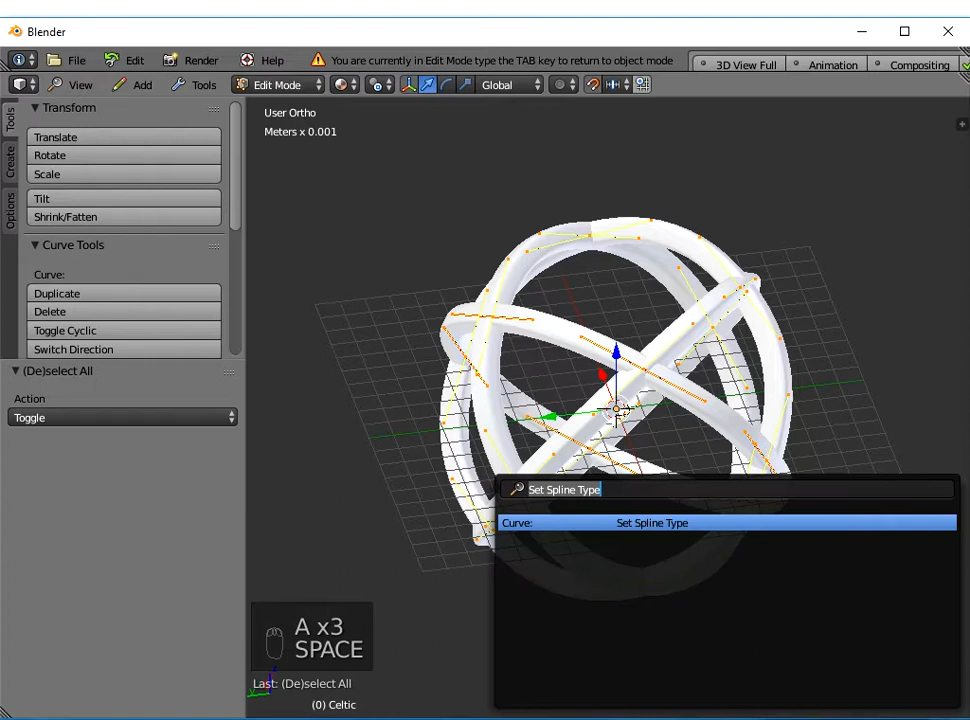 Blender
File Edit Render Help You are currently in Edit Mode type the TAB key to return to object mode 3D View Full Animation Compositing
View Add Tools Edit Mode Global
Tools
Create
Options
Transform
Translate
Rotate
Scale
Tilt
Shrink/Fatten
Curve Tools
Curve:
Duplicate
Delete
Toggle Cyclic
Switch Direction
(De)select All
Action
Toggle
User Ortho
Meters x 0.001
Set Spline Type
Curve: Set Spline Type
A x3
SPACE
Last: (De)select All
(0) Celtic